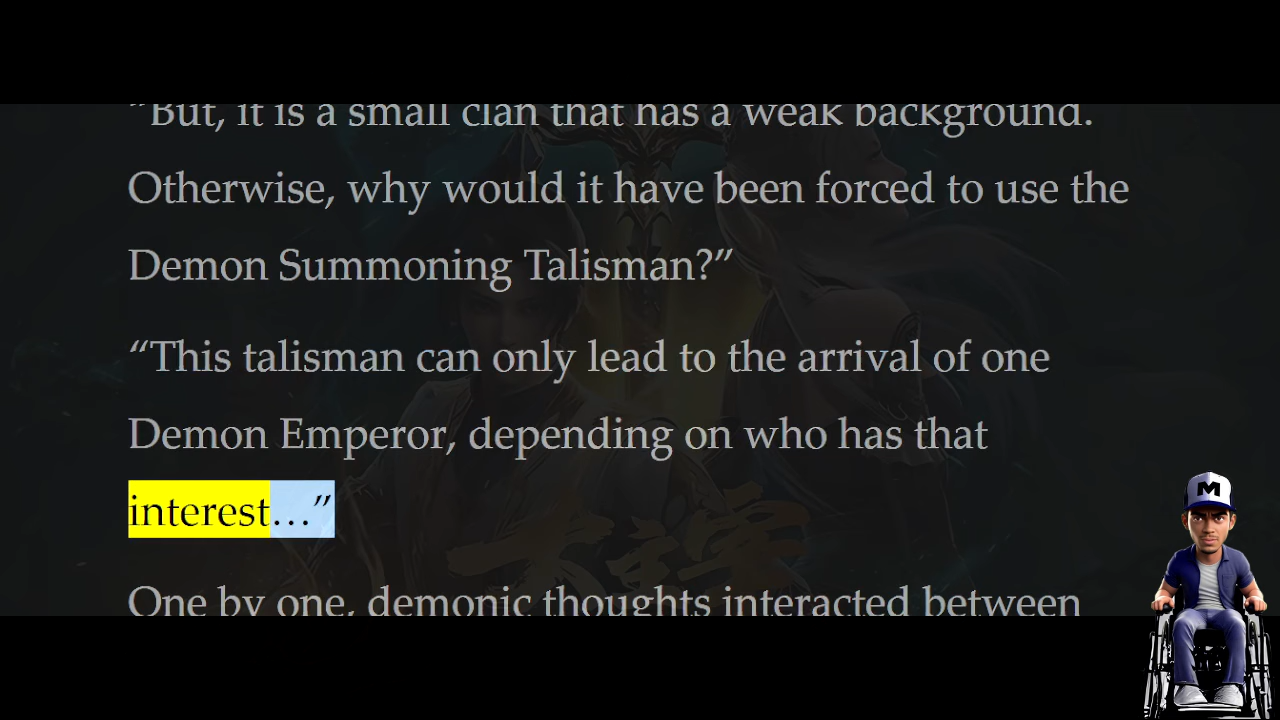 “But, it is a small clan that has a weak background.
Otherwise, why would it have been forced to use the
Demon Summoning Talisman?”
“This talisman can only lead to the arrival of one
Demon Emperor, depending on who has that
interest…”
One by one, demonic thoughts interacted between
M